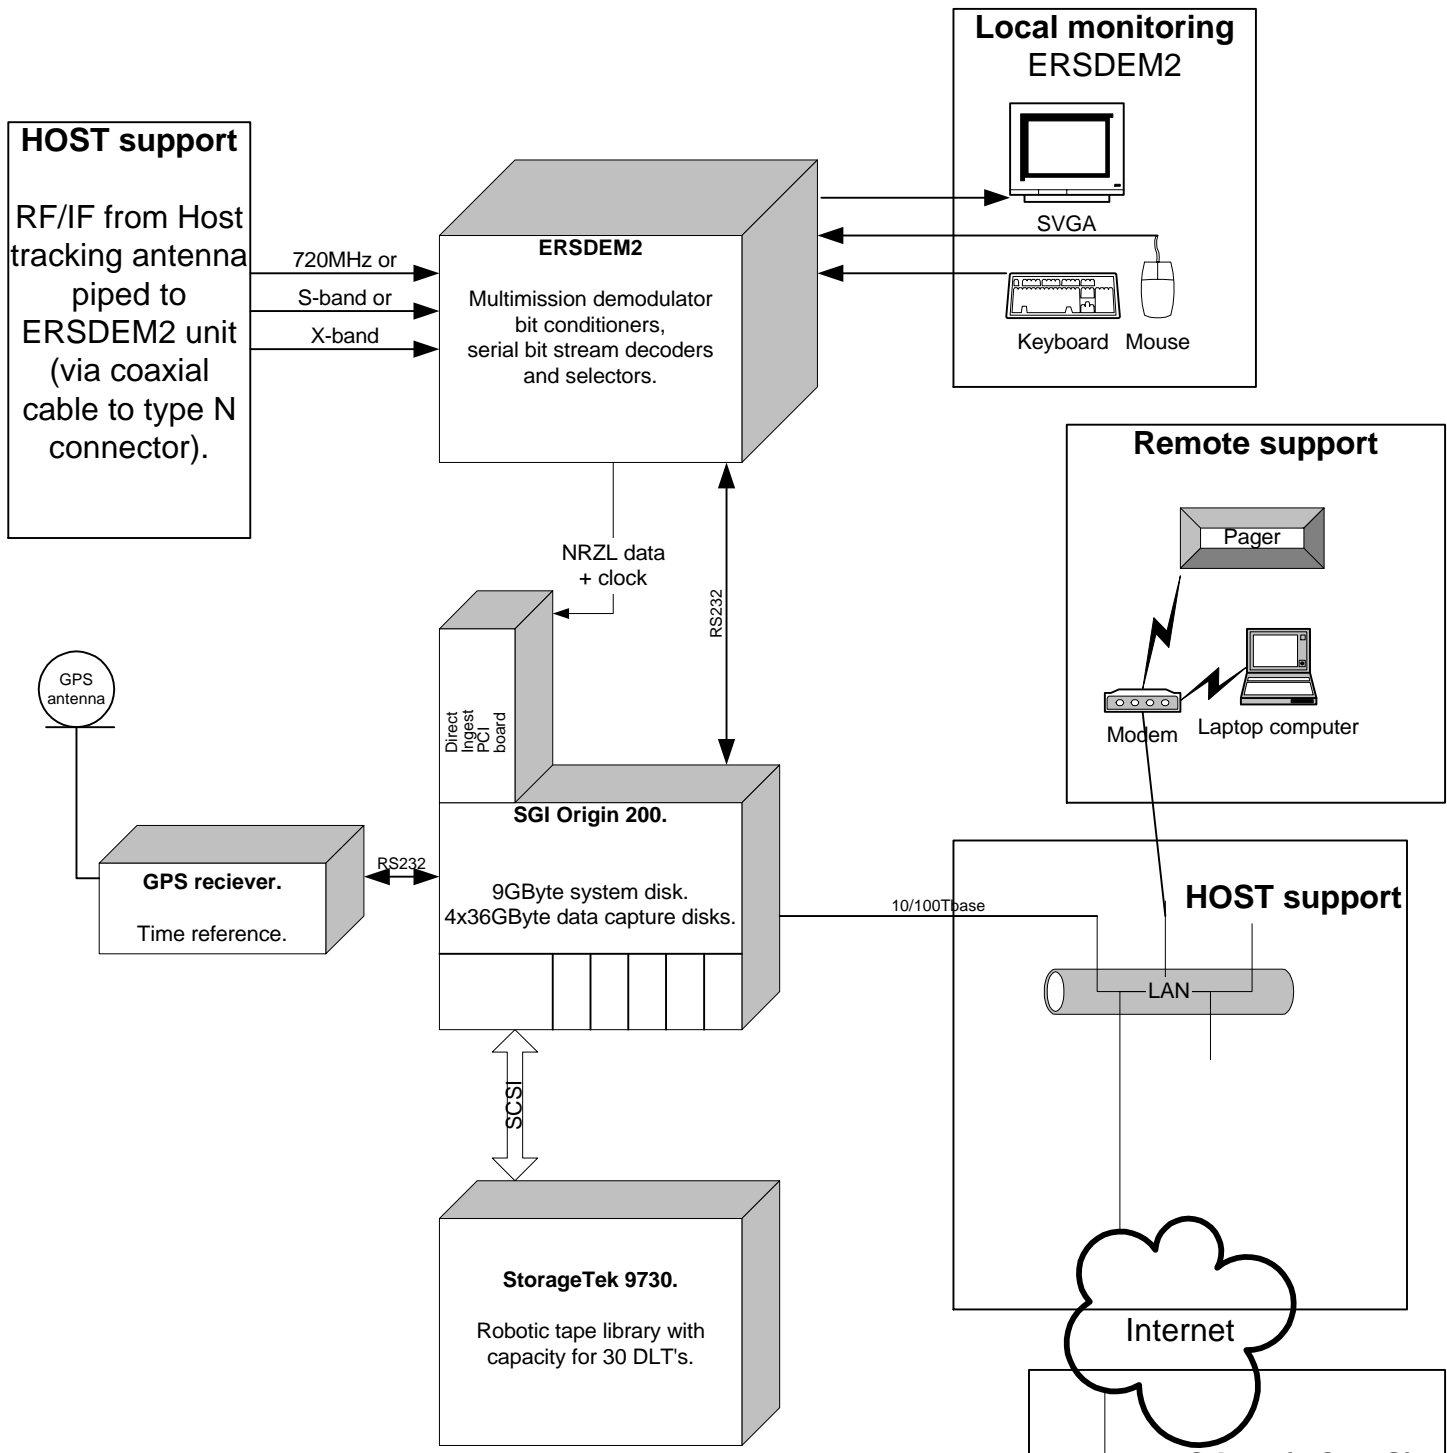 Local monitoring
ERSDEM2
SVGA
Keyboard
Mouse
HOST support
RF/IF from Host
tracking antenna
piped to
ERSDEM2 unit
(via coaxial
cable to type N
connector).
720MHz or
S-band or
X-band
ERSDEM2
Multimission demodulator
bit conditioners,
serial bit stream decoders
and selectors.
NRZL data
+ clock
RS232
Remote support
Pager
Modem
Laptop computer
GPS
antenna
Direct
Ingest
PCI
board
GPS reciever.
Time reference.
RS232
SGI Origin 200.
9GByte system disk.
4x36GByte data capture disks.
10/100Tbase
HOST support
LAN
SCSI
StorageTek 9730.
Robotic tape library with
capacity for 30 DLT's.
Internet